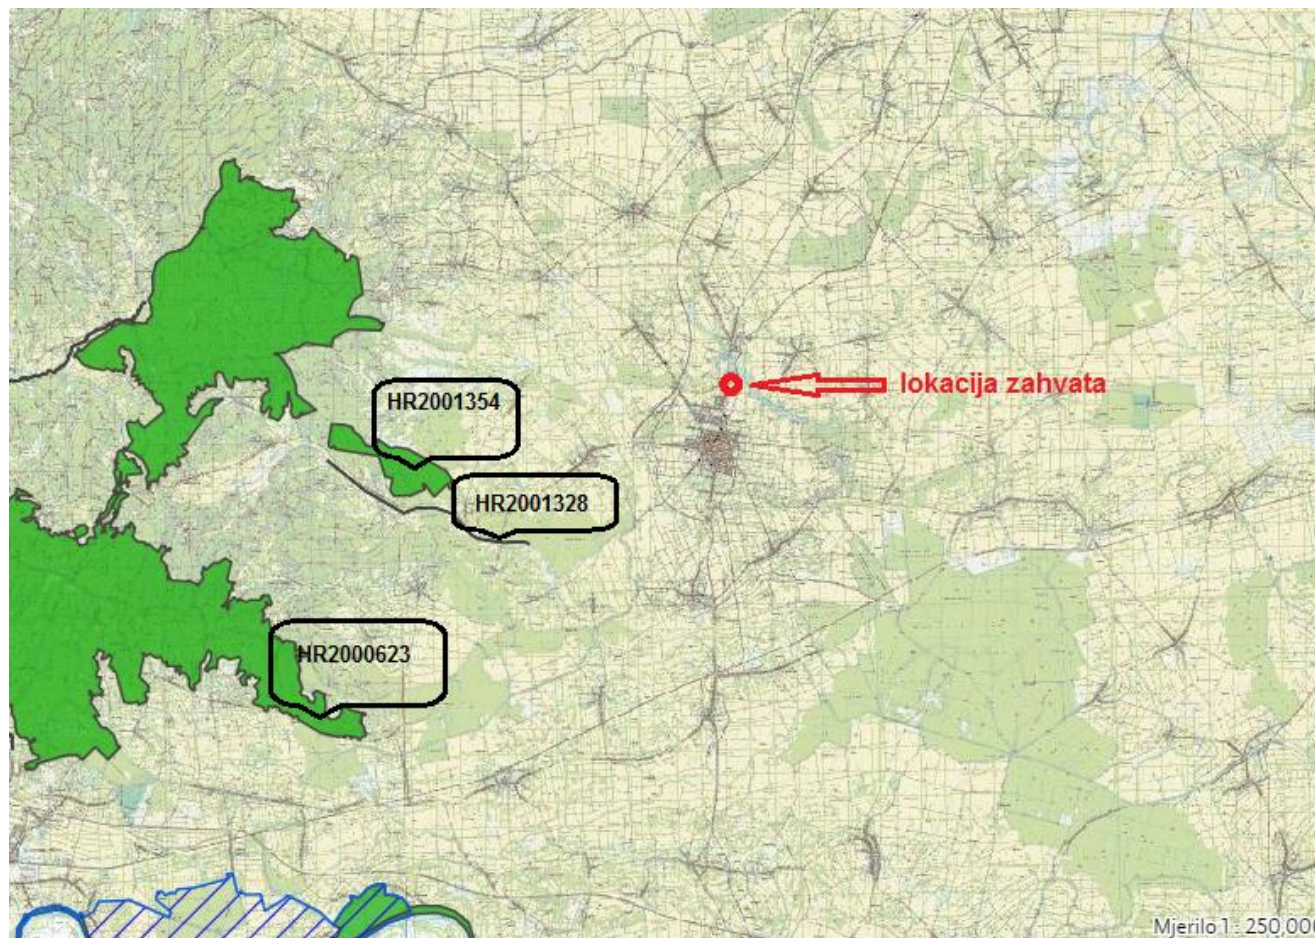 HR2001354
lokacija zahvata
HR2001328
HR2000623
Mjerilo 1 : 250,00